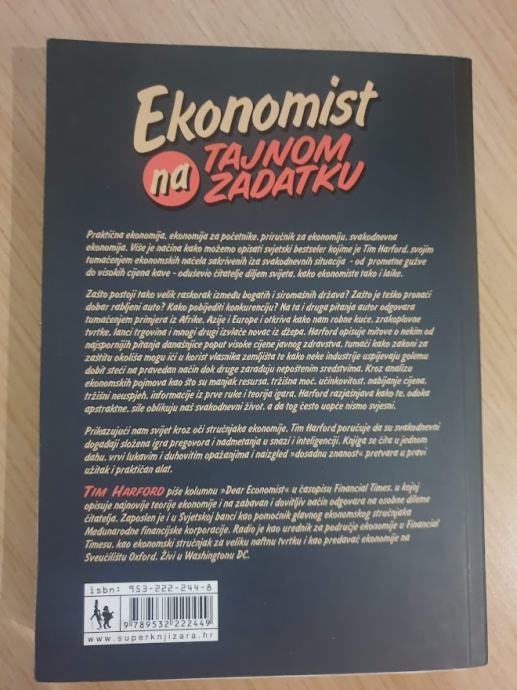 Ekonomist
na TAJNOM
ZADATKU
Praktična ekonomija, ekonomija za početnike, priručnik za ekonomiju, svakodnevna
ekonomija. Više je načina kako možemo opisati svjetski bestseler kojime je Tim Harford, svojim
tumačenjem ekonomskih načela sakrivenih iza svakodnevnih situacija - od prometne gužve
do visokih cijena kave - oduševio čitatelje diljem svijeta, kako ekonomiste tako i laike.
Zašto postoji tako velik raskorak između bogatih i siromašnih država? Zašto je teško pronaći
dobar rabljeni auto? Kako pobijediti konkurenciju? Na ta i druga pitanja autor odgovara
tumačenjem primjera iz Afrike, Azije i Europe i otkriva kako nam robne kuće, zrakoplovne
tvrtke, lanci trgovina i mnogi drugi izvlače novac iz džepa. Harford opisuje mitove o nekim od
najspornijih pitanja današnjice poput visoke cijene javnog zdravstva, tumači kako zakoni za
zaštitu okoliša mogu ići u korist vlasnika zemljišta te kako neke industrije uspijevaju golemu
dobit steći na pravedan način dok druge zarađuju nepoštenim sredstvima. Kroz analizu
ekonomskih pojmova kao što su manjak resursa, tržišna moć, učinkovitost, nabijanje cijena,
tržišni neuspjeh, informacije iz prve ruke i teorija igara, Harford razjašnjava kako te, odoka
apstraktne, sile oblikuju naš svakodnevni život, a da tog često uopće nismo svjesni.
Prikazujući nam svijet kroz oči stručnjaka ekonomije, Tim Harford poručuje da su svakodnevni
događaji složena igra pregovora i nadmetanja u snazi i inteligenciji. Knjiga se čita u jednom
dahu, vrvi lukavim i duhovitim opažanjima i naizgled »dosadnu znanost« pretvara u pravi
užitak i praktičan alat.
TIM HARFORD piše kolumnu »Dear Economist« u časopisu Financial Times, u kojoj
opisuje najnovije teorije ekonomije i na zabavan i dovitljiv način odgovara na osobne dileme
čitatelja. Zaposlen je i u Svjetskoj banci kao pomoćnik glavnog ekonomskog stručnjaka
Međunarodne financijske korporacije. Radio je kao urednik za područje ekonomije u Financial
Timesu, kao ekonomski stručnjak za veliku naftnu tvrtku i kao predavač ekonomije na
Sveučilištu Oxford. Živi u Washingtonu DC.
isbn: 953-222-244-8
9 789532 222449
www.superknjizara.hr